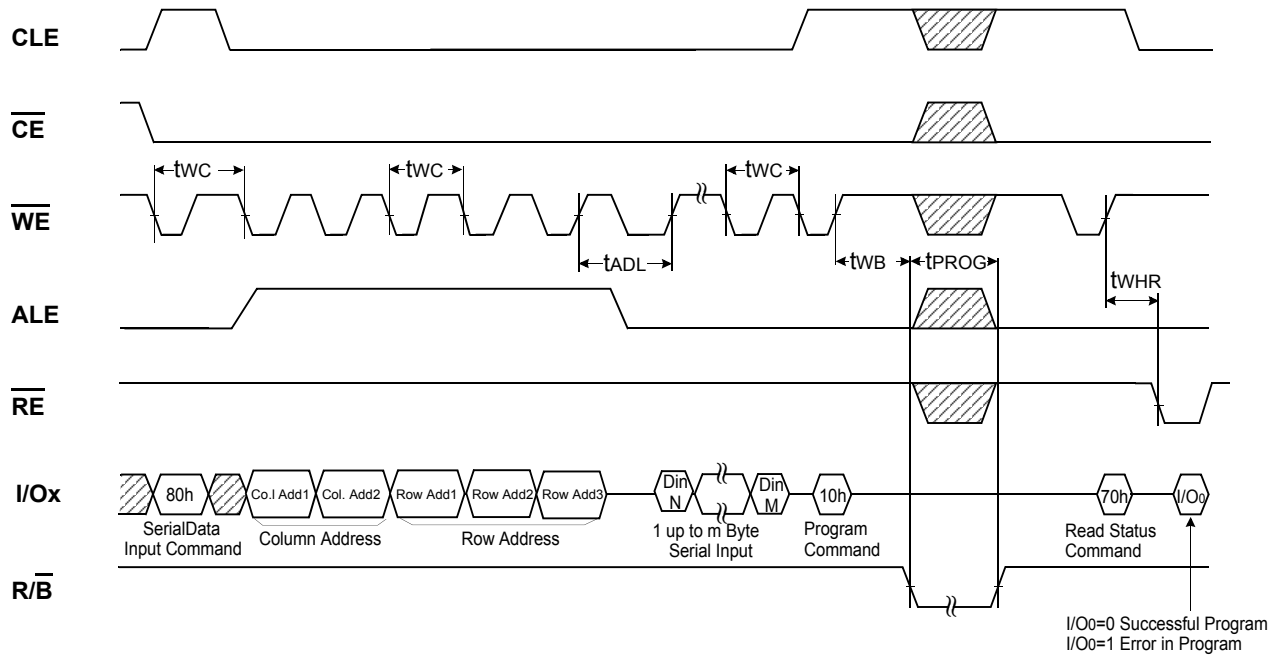 CLE
CE
tWC
tWC
tWC
WE
tADL
tWB
tPROG
tWHR
ALE
RE
I/Ox
80h
Co.l Add1
Col. Add2
Row Add1
Row Add2
Row Add3
Din
N
Din
M
10h
70h
I/O0
SerialData
Input Command
Column Address
Row Address
1 up to m Byte
Serial Input
Program
Command
Read Status
Command
R/B
I/O0=0 Successful Program
I/O0=1 Error in Program